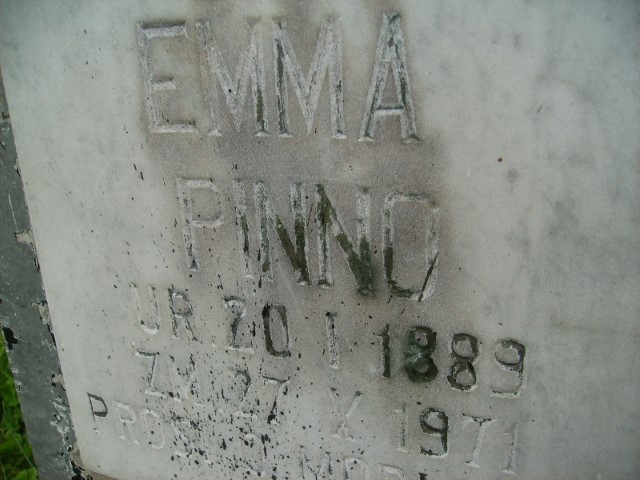 EMMA
PINNO
UR 20 I 1889
ZM 27 X 1971